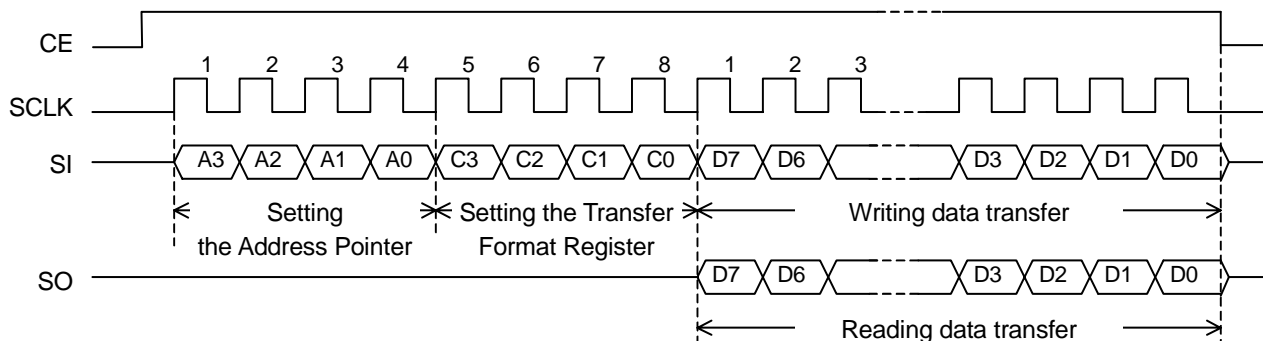 CE
1 2 3 4 5 6 7 8 1 2 3
SCLK
SI A3 A2 A1 A0 C3 C2 C1 C0 D7 D6 D3 D2 D1 D0
Setting Setting the Transfer Writing data transfer
the Address Pointer Format Register
SO D7 D6 D3 D2 D1 D0
Reading data transfer